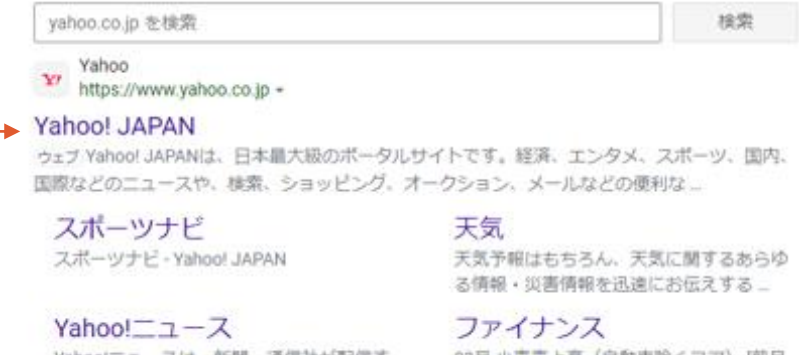 yahoo.co.jp を検索
検索
Yahoo
https://www.yahoo.co.jp
Yahoo! JAPAN
ウェブ Yahoo! JAPANは、日本最大級のポータルサイトです。経済、エンタメ、スポーツ、国内、
国際などのニュースや、検索、ショッピング、オークション、メールなどの便利な ...
スポーツナビ
天気
スポーツナビ - Yahoo! JAPAN
天気予報はもちろん、天気に関するあらゆ
る情報・災害情報を迅速にお伝えする ...
Yahoo!ニュース
ファイナンス